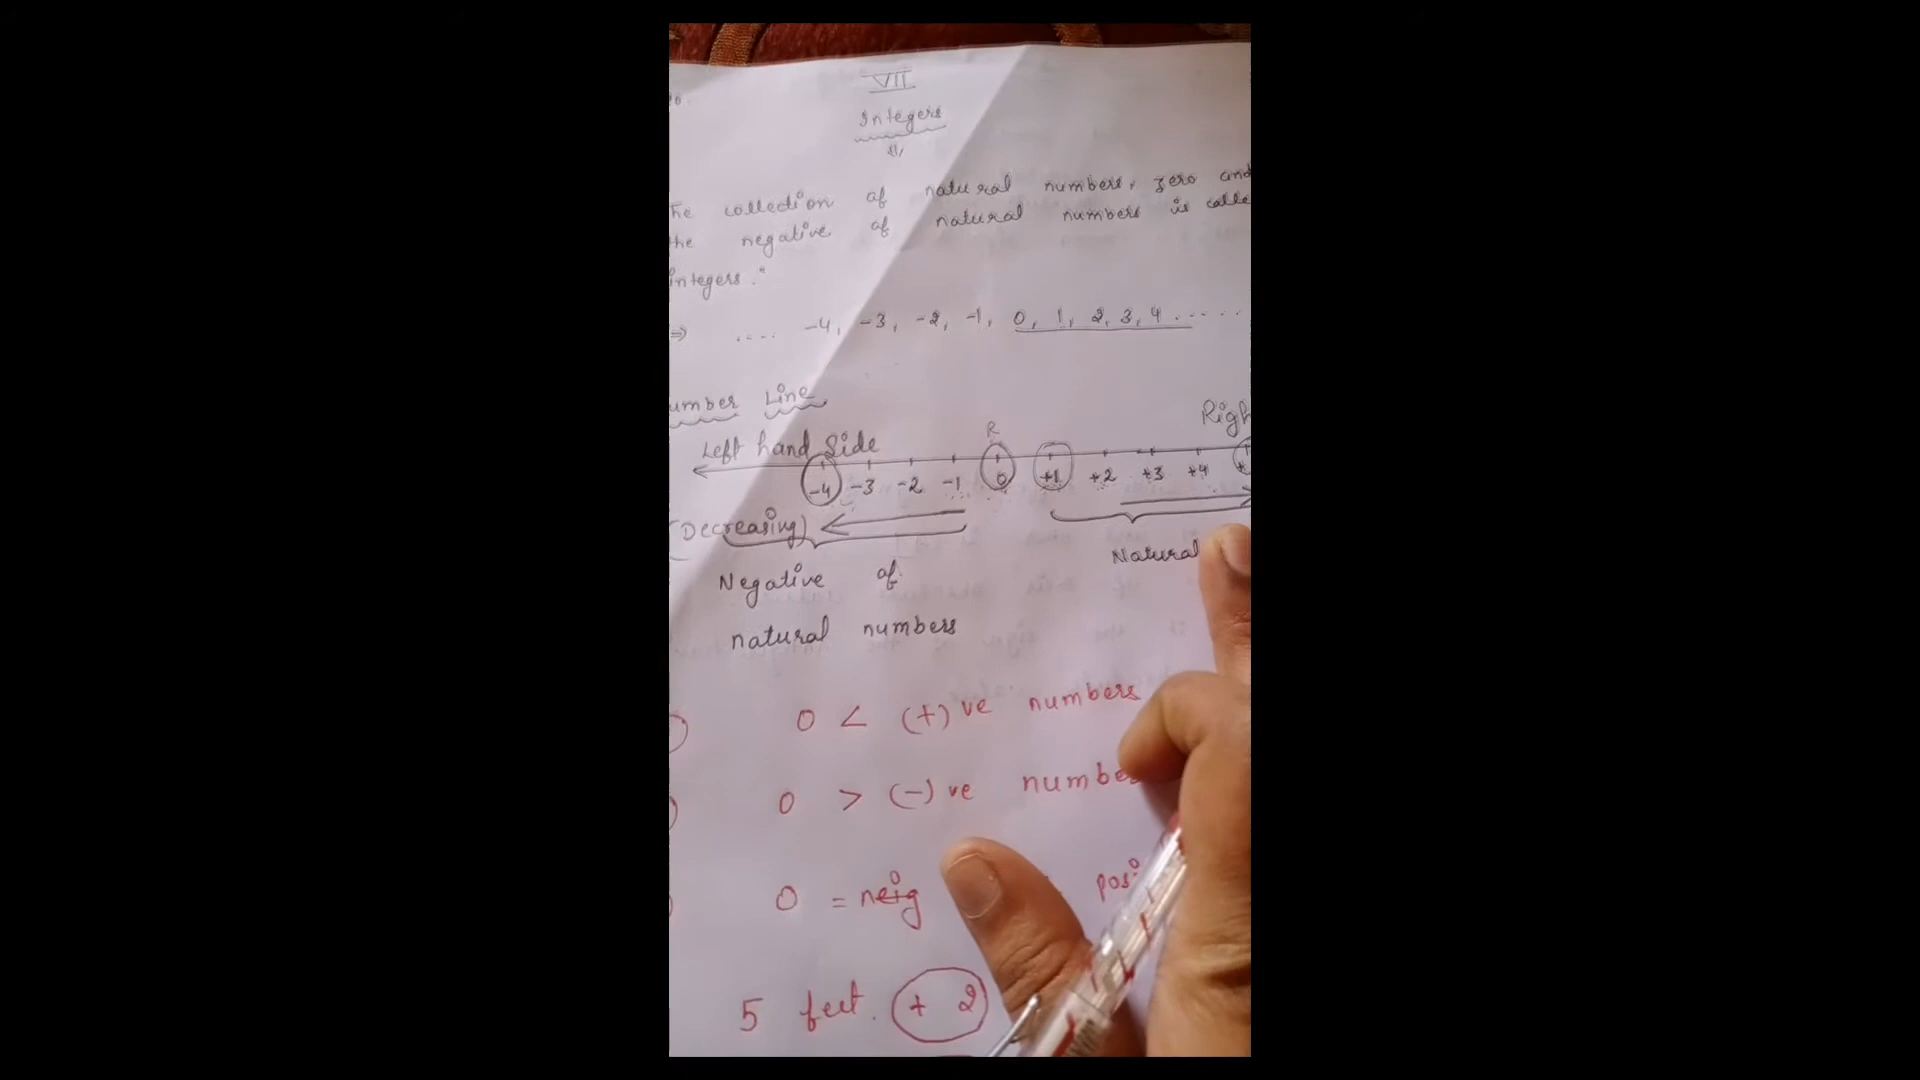 VII
Integers
The collection of natural numbers, zero and
the negative of natural numbers is calle
integers."
⇒ .... -4, -3, -2, -1, 0, 1, 2, 3, 4 ......
umber Line
Left hand Side R Righ
-4 -3 -2 -1 0 +1 +2 +3 +4
(Decreasing)
Negative of Natural
natural numbers
0 < (+)ve numbers
0 > (-)ve numbe
0 = neig posi
5 feet. + 2